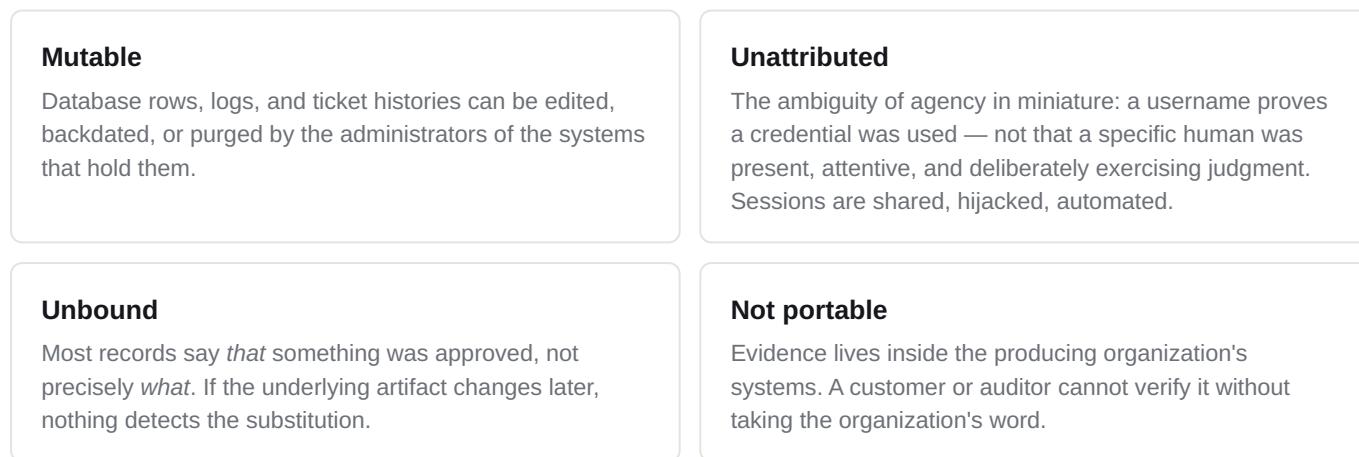 Mutable
Database rows, logs, and ticket histories can be edited,
backdated, or purged by the administrators of the systems
that hold them.
Unattributed
The ambiguity of agency in miniature: a username proves
a credential was used — not that a specific human was
present, attentive, and deliberately exercising judgment.
Sessions are shared, hijacked, automated.
Unbound
Most records say that something was approved, not
precisely what. If the underlying artifact changes later,
nothing detects the substitution.
Not portable
Evidence lives inside the producing organization's
systems. A customer or auditor cannot verify it without
taking the organization's word.